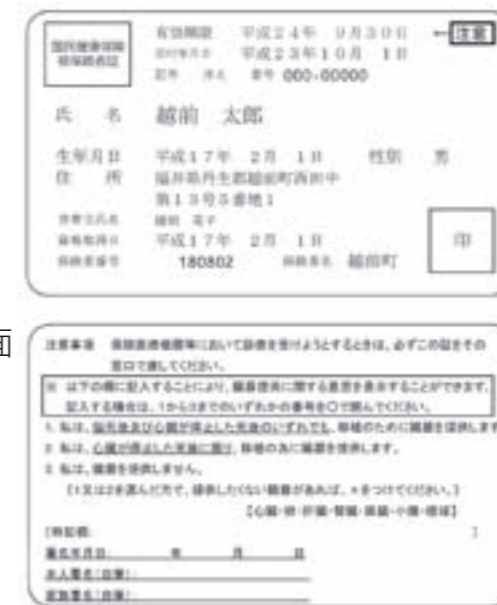 国民健康保険
被保険者証
有効期限 平成24年 9月30日 ←注意
交付年月日 平成23年10月 1日
記号 番号 000-00000
氏 名 越前 太郎
生年月日 平成17年 2月 1日 性別 男
住 所 福井県丹生郡越前町西田中
第13号5番地1
世帯主氏名 越前 花子
資格取得日 平成17年 2月 1日
保険者番号 180802 保険者名 越前町
印
面
注意事項 保険医療機関等において診療を受けようとするときは、必ずこの証をその
窓口で渡してください。
※ 以下の欄に記入することにより、臓器提供に関する意思を表示することができます。
記入する場合は、1から3までのいずれかの番号を○で囲んでください。
1. 私は、脳死後及び心臓が停止した死後のいずれでも、移植のために臓器を提供します
2. 私は、心臓が停止した死後に限り、移植の為に臓器を提供します。
3. 私は、臓器を提供しません。
{1又は2を選んだ方で、提供したくない臓器があれば、×をつけてください。}
【心臓・肺・肝臓・腎臓・膵臓・小腸・眼球】
[特記欄: ]
署名年月日: 年 月 日
本人署名(自筆):
家族署名(自筆):